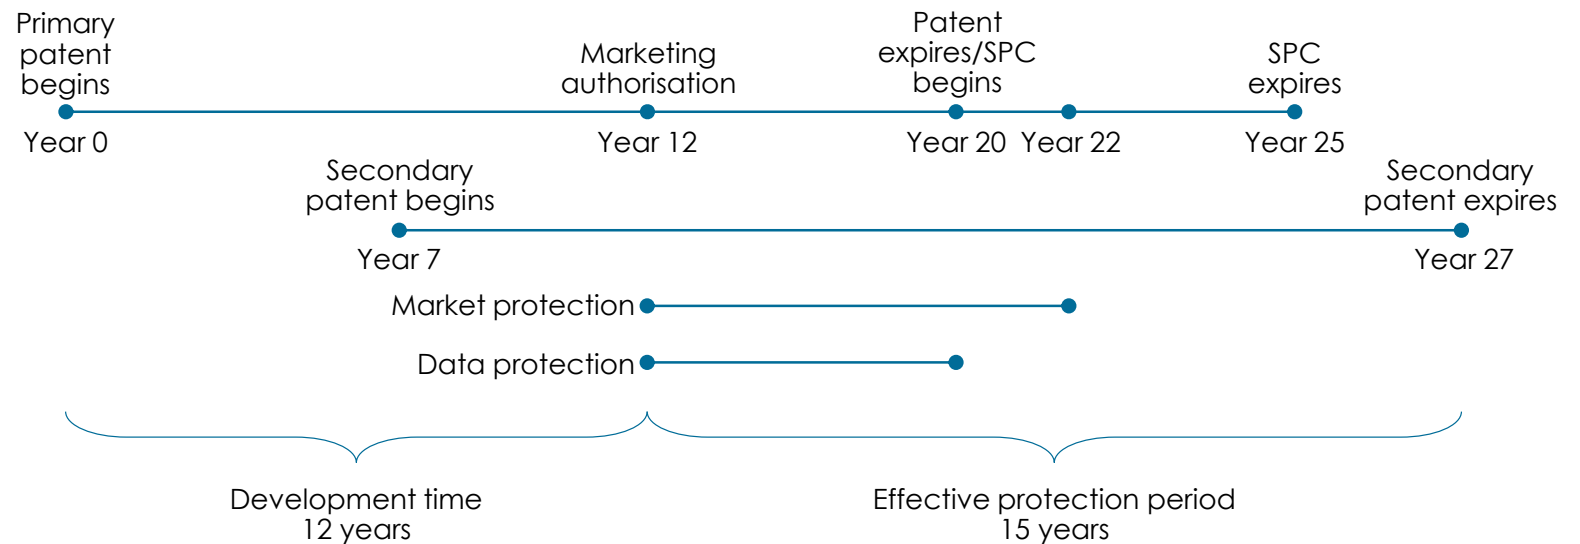 Primary
patent
begins
Marketing
authorisation
Patent
expires/SPC
begins
SPC
expires
Year 0
Year 12
Year 20
Year 22
Year 25
Secondary
patent begins
Secondary
patent expires
Year 7
Year 27
Market protection
Data protection
Development time
12 years
Effective protection period
15 years